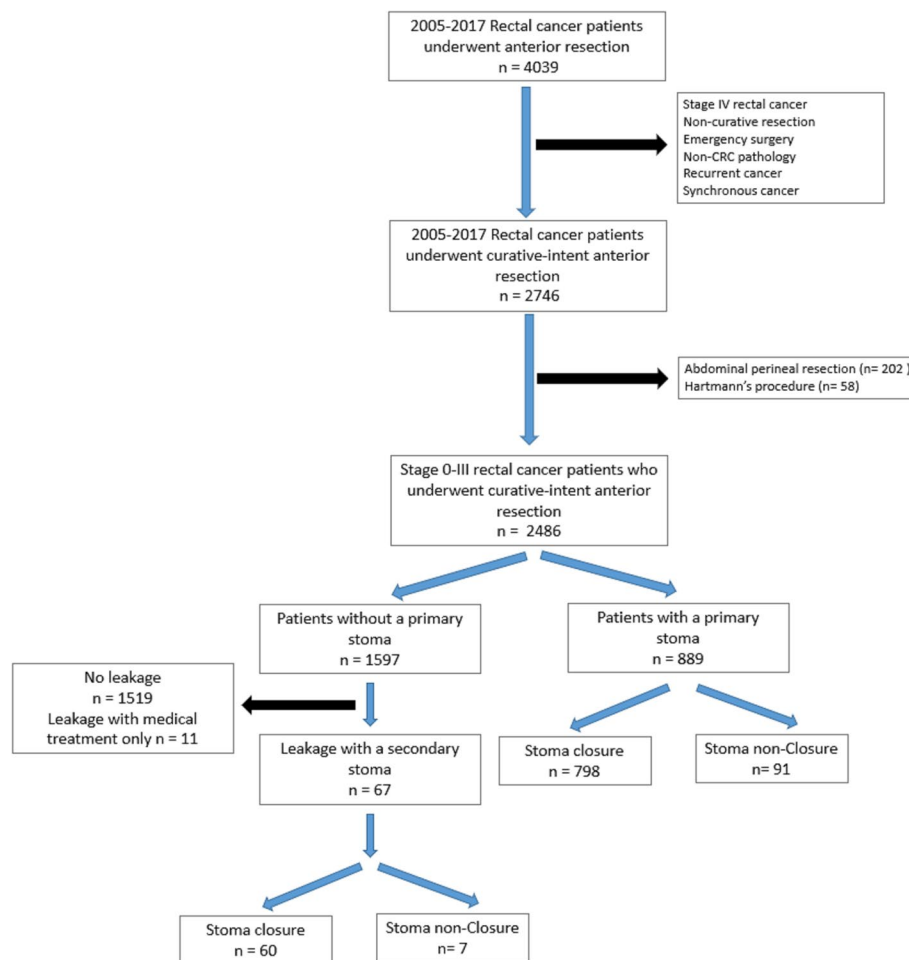 2005-2017 Rectal cancer patients
underwent anterior resection
n = 4039
Stage IV rectal cancer
Non-curative resection
Emergency surgery
Non-CRC pathology
Recurrent cancer
Synchronous cancer
2005-2017 Rectal cancer patients
underwent curative-intent anterior
resection
n = 2746
Abdominal perineal resection (n= 202 )
Hartmann's procedure (n= 58)
Stage 0-III rectal cancer patients who
underwent curative-intent anterior
resection
n = 2486
Patients without a primary
stoma
n = 1597
Patients with a primary
stoma
n = 889
No leakage
n = 1519
Leakage with medical
treatment only n = 11
Leakage with a secondary
stoma
n = 67
Stoma closure
n = 798
Stoma non-Closure
n= 91
Stoma closure
n = 60
Stoma non-Closure
n= 7